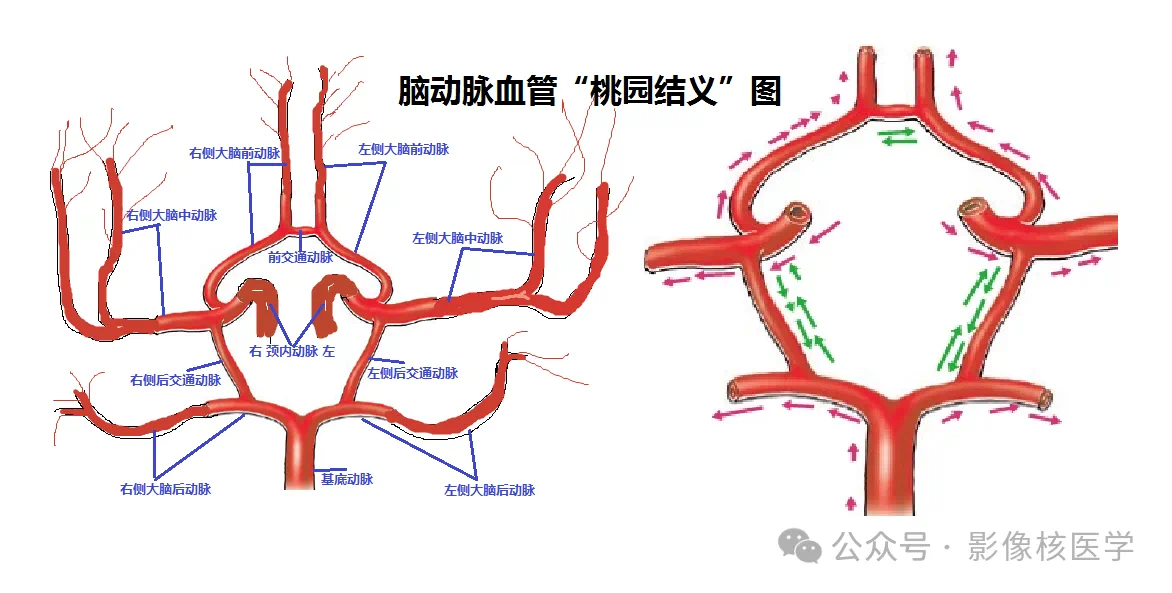 脑动脉血管“桃园结义”图
右侧大脑前动脉
左侧大脑前动脉
右侧大脑中动脉
左侧大脑中动脉
前交通动脉
右 颈内动脉 左
右侧后交通动脉
左侧后交通动脉
基底动脉
右侧大脑后动脉
左侧大脑后动脉
公众号 · 影像核医学